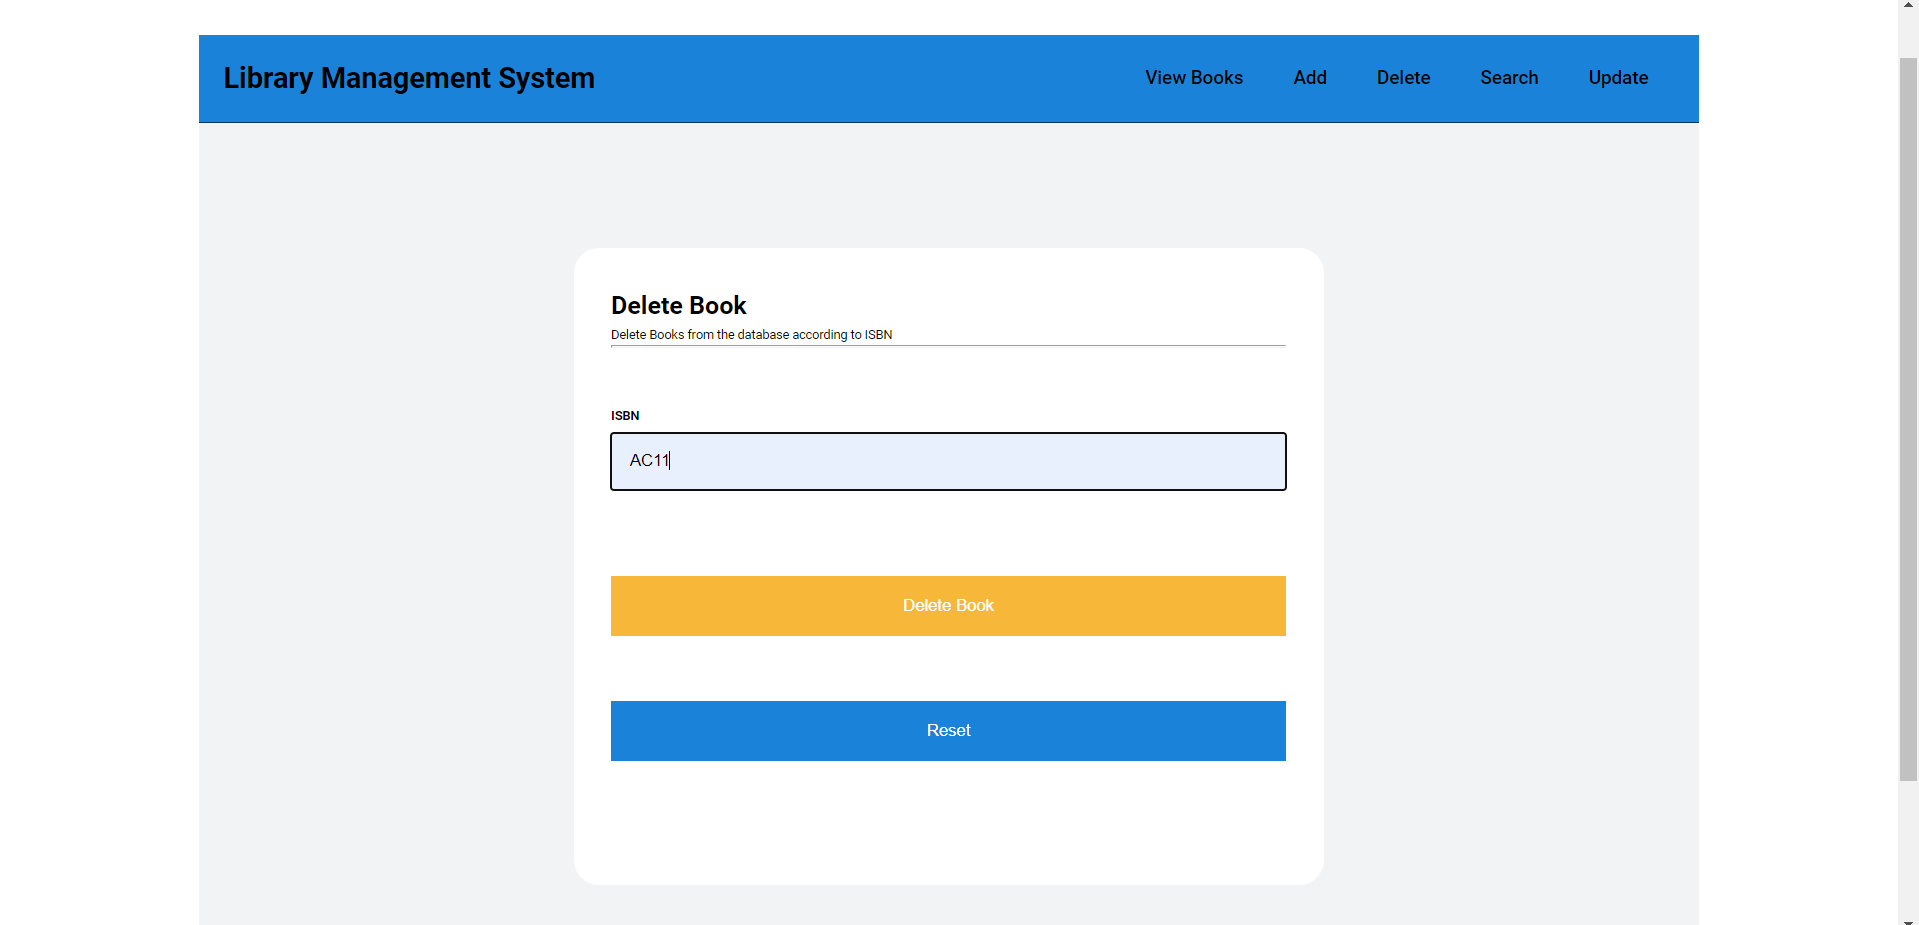 Library Management System
View Books Add Delete Search Update
Delete Book
Delete Books from the database according to ISBN
ISBN
AC11
Delete Book
Reset